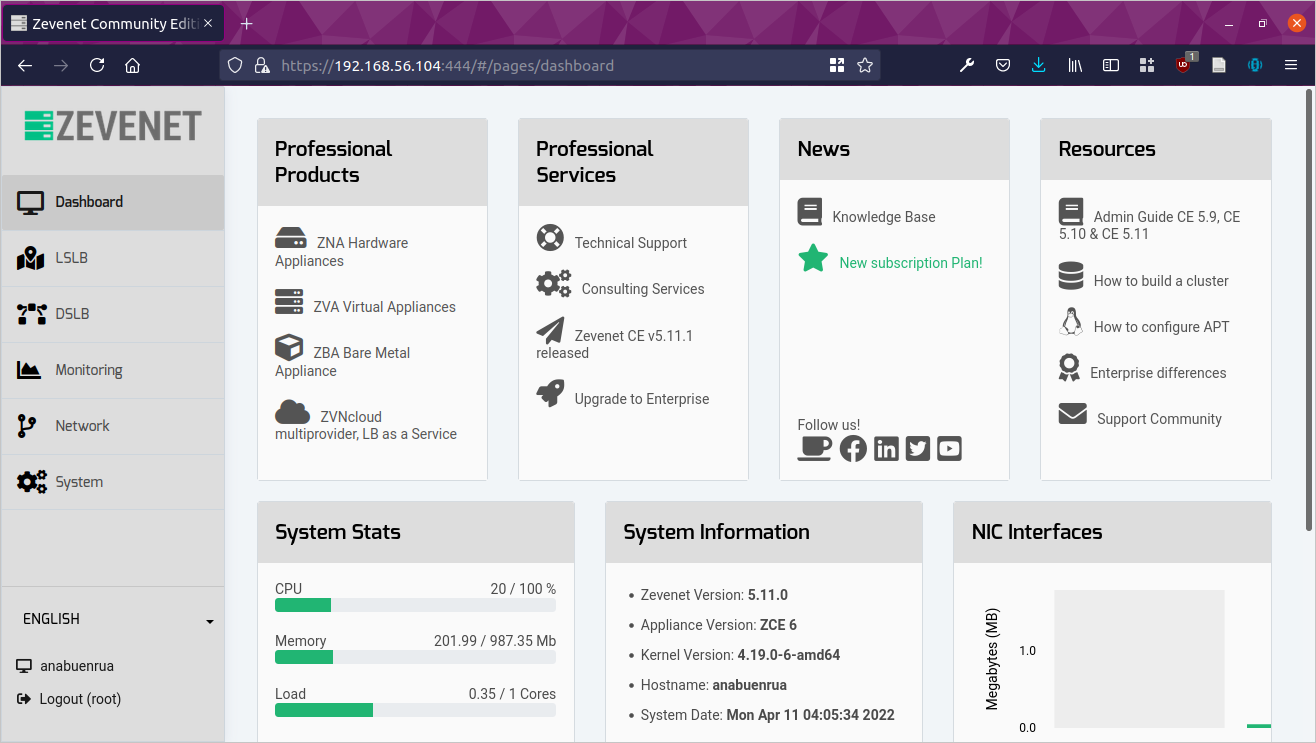 Zevenet Community Editi
https://192.168.56.104:444/#/pages/dashboard
1
ZEVENET
Dashboard
LSLB
DSLB
Monitoring
Network
System
ENGLISH
anabuenrua
Logout (root)
Professional
Products
ZNA Hardware
Appliances
ZVA Virtual Appliances
ZBA Bare Metal
Appliance
ZVNcloud
multiprovider, LB as a Service
Professional
Services
Technical Support
Consulting Services
Zevenet CE v5.11.1
released
Upgrade to Enterprise
News
Knowledge Base
New subscription Plan!
Follow us!
Resources
Admin Guide CE 5.9, CE
5.10 & CE 5.11
How to build a cluster
How to configure APT
Enterprise differences
Support Community
System Stats
CPU 20 / 100 %
Memory 201.99 / 987.35 Mb
Load 0.35 / 1 Cores
System Information
Zevenet Version: 5.11.0
Appliance Version: ZCE 6
Kernel Version: 4.19.0-6-amd64
Hostname: anabuenrua
System Date: Mon Apr 11 04:05:34 2022
NIC Interfaces
Megabytes (MB)
1.0
0.0